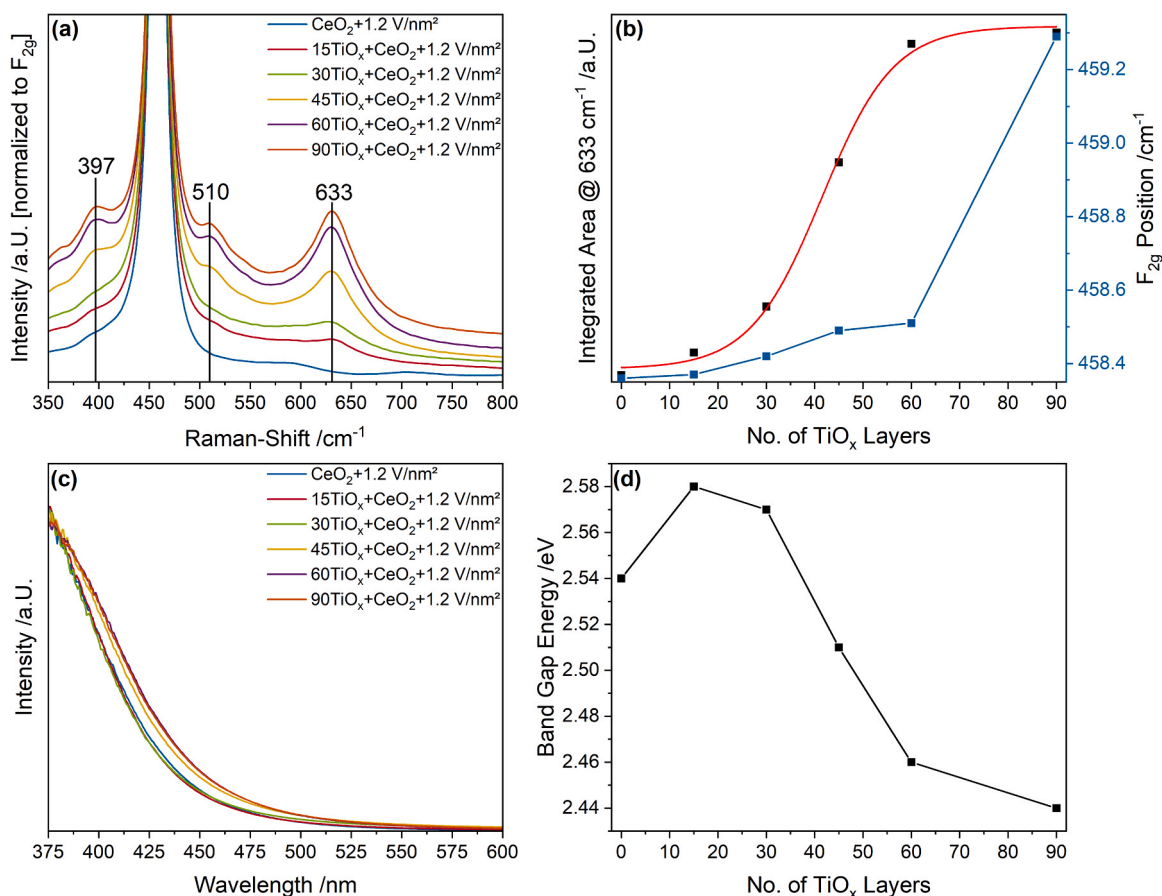 (a)
CeO₂+1.2 V/nm²
15TiOₓ+CeO₂+1.2 V/nm²
30TiOₓ+CeO₂+1.2 V/nm²
45TiOₓ+CeO₂+1.2 V/nm²
60TiOₓ+CeO₂+1.2 V/nm²
90TiOₓ+CeO₂+1.2 V/nm²
397
510
633
Intensity /a.U. [normalized to F₂g]
350 400 450 500 550 600 650 700 750 800
Raman-Shift /cm⁻¹
(b)
Integrated Area @ 633 cm⁻¹ /a.U.
459.2
459.0
458.8
458.6
458.4
F₂g Position /cm⁻¹
0 10 20 30 40 50 60 70 80 90
No. of TiOₓ Layers
(c)
CeO₂+1.2 V/nm²
15TiOₓ+CeO₂+1.2 V/nm²
30TiOₓ+CeO₂+1.2 V/nm²
45TiOₓ+CeO₂+1.2 V/nm²
60TiOₓ+CeO₂+1.2 V/nm²
90TiOₓ+CeO₂+1.2 V/nm²
Intensity /a.U.
375 400 425 450 475 500 525 550 575 600
Wavelength /nm
(d)
2.58
2.56
2.54
2.52
2.50
2.48
2.46
2.44
Band Gap Energy /eV
0 10 20 30 40 50 60 70 80 90
No. of TiOₓ Layers